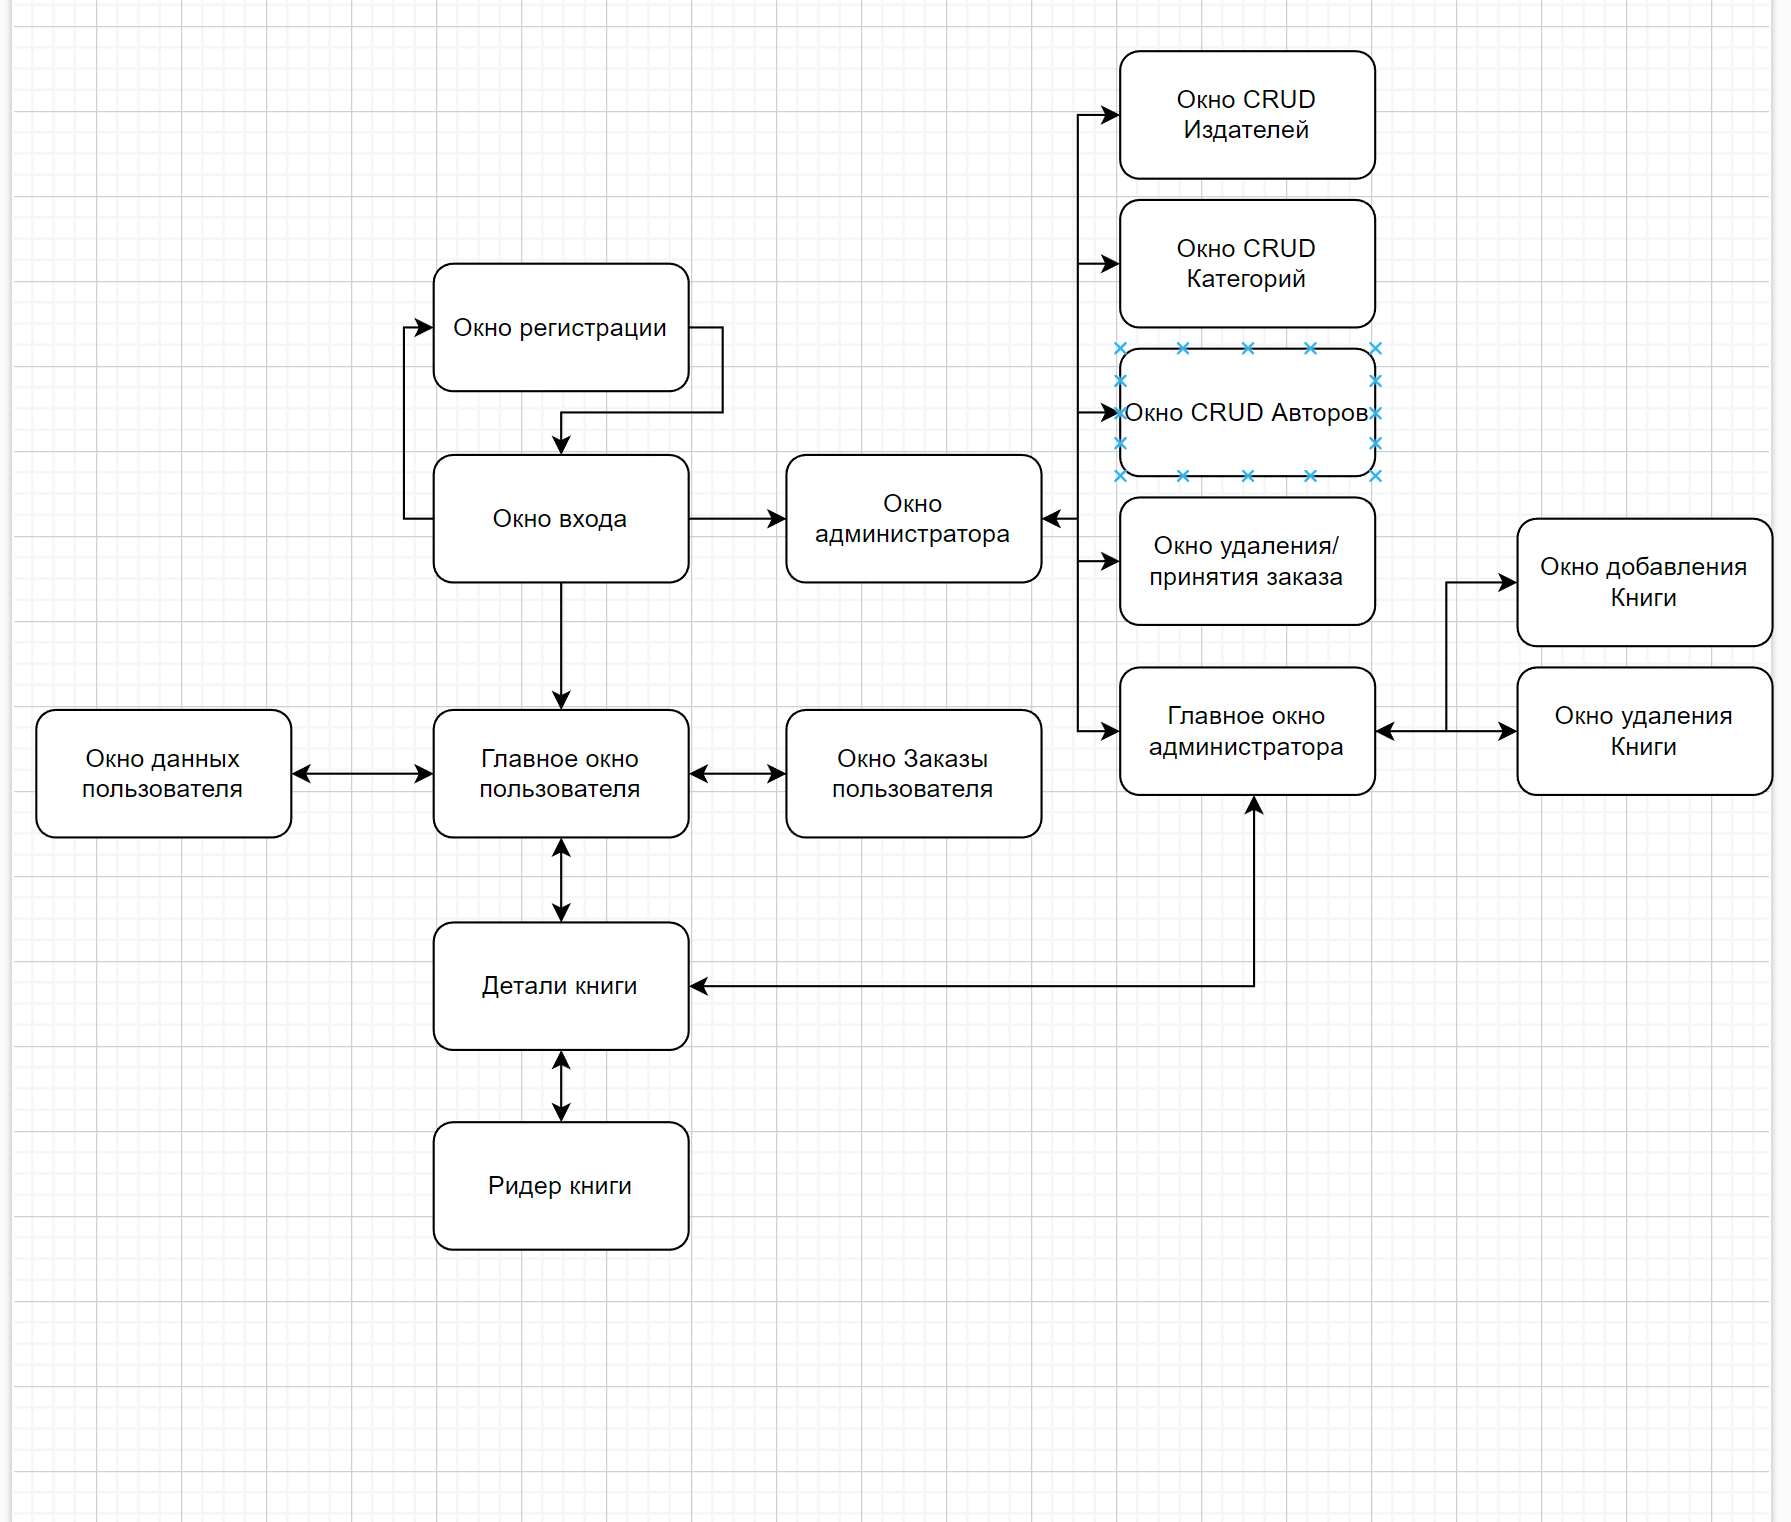 Окно CRUD
Издателей
Окно CRUD
Категорий
Окно регистрации
Окно CRUD Авторов
Окно входа
Окно
администратора
Окно удаления/
принятия заказа
Окно добавления
Книги
Главное окно
администратора
Окно удаления
Книги
Окно данных
пользователя
Главное окно
пользователя
Окно Заказы
пользователя
Детали книги
Ридер книги